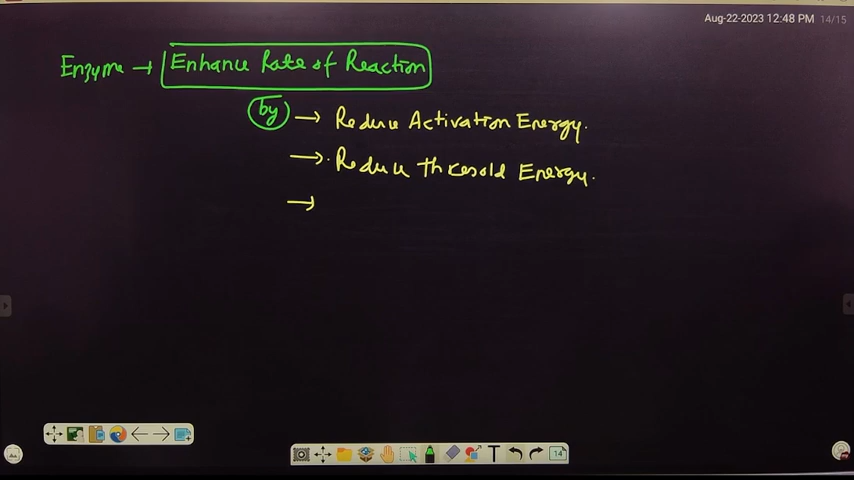 Aug-22-2023 12:48 PM 14/15
Enzyme → Enhance Rate of Reaction
by → Reduce Activation Energy.
→ Reduce thresold Energy.
→
T 14